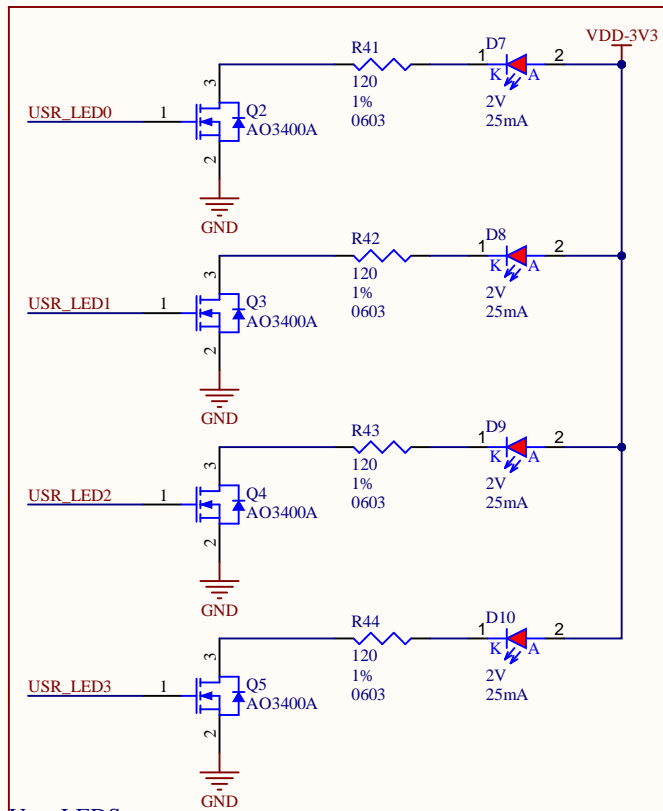 VDD-3V3
R41
120
1%
0603
D7
1
2
K
A
2V
25mA
USR_LED0
1
3
2
Q2
AO3400A
GND
R42
120
1%
0603
D8
1
2
K
A
2V
25mA
USR_LED1
1
3
2
Q3
AO3400A
GND
R43
120
1%
0603
D9
1
2
K
A
2V
25mA
USR_LED2
1
3
2
Q4
AO3400A
GND
R44
120
1%
0603
D10
1
2
K
A
2V
25mA
USR_LED3
1
3
2
Q5
AO3400A
GND